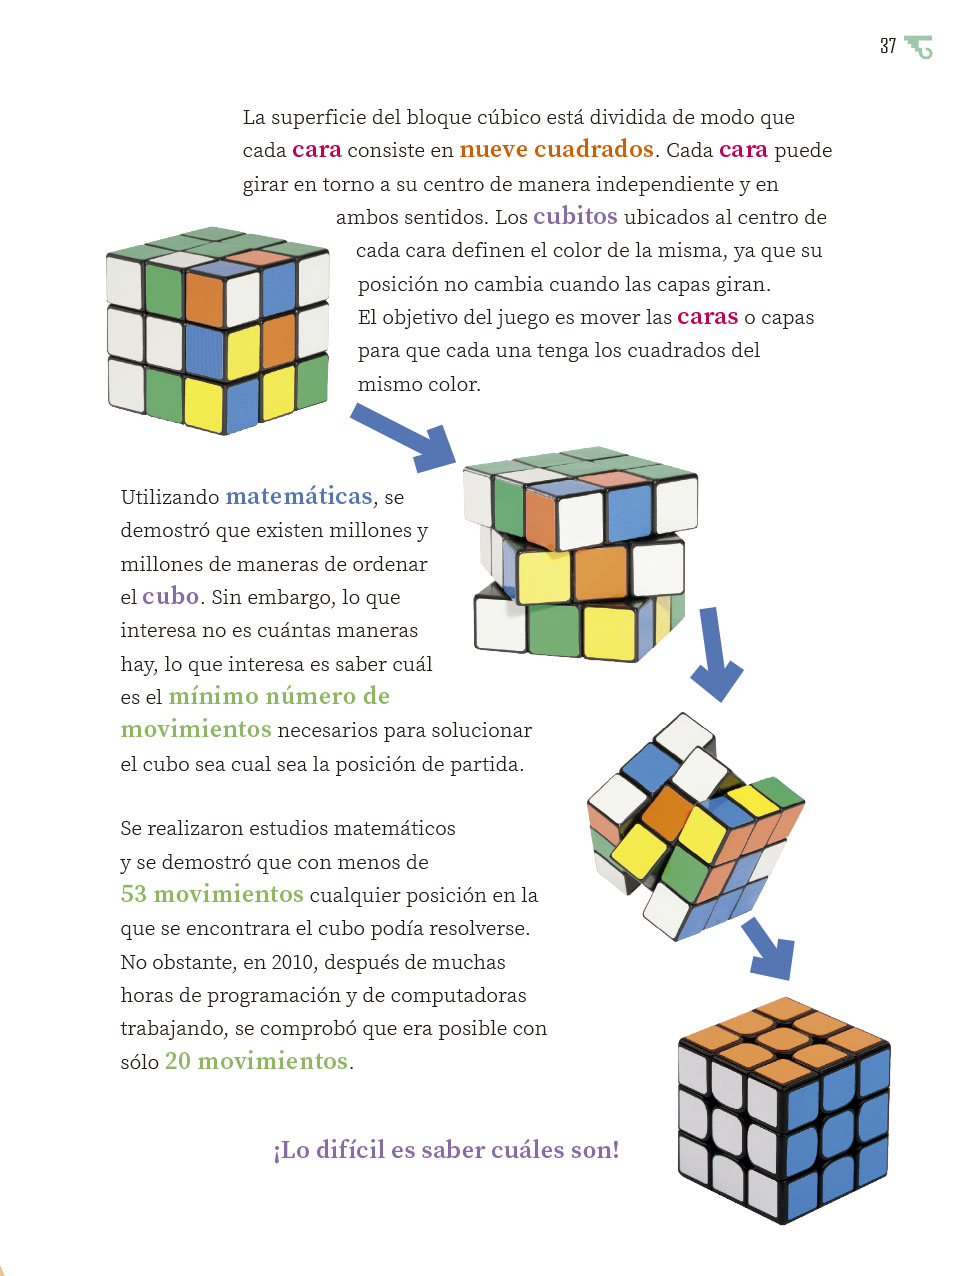 37
La superficie del bloque cúbico está dividida de modo que
cada cara consiste en nueve cuadrados. Cada cara puede
girar en torno a su centro de manera independiente y en
ambos sentidos. Los cubitos ubicados al centro de
cada cara definen el color de la misma, ya que su
posición no cambia cuando las capas giran.
El objetivo del juego es mover las caras o capas
para que cada una tenga los cuadrados del
mismo color.
Utilizando matemáticas, se
demostró que existen millones y
millones de maneras de ordenar
el cubo. Sin embargo, lo que
interesa no es cuántas maneras
hay, lo que interesa es saber cuál
es el mínimo número de
movimientos necesarios para solucionar
el cubo sea cual sea la posición de partida.
Se realizaron estudios matemáticos
y se demostró que con menos de
53 movimientos cualquier posición en la
que se encontrara el cubo podía resolverse.
No obstante, en 2010, después de muchas
horas de programación y de computadoras
trabajando, se comprobó que era posible con
sólo 20 movimientos.
¡Lo difícil es saber cuáles son!